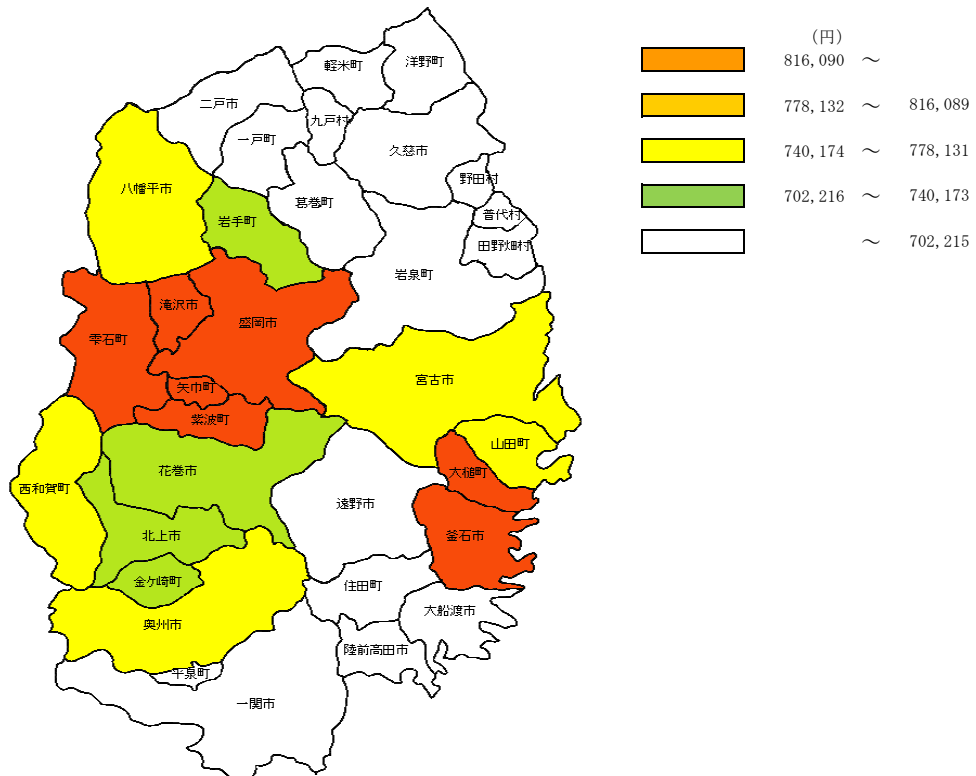 (円)
816,090 ～
778,132 ～ 816,089
740,174 ～ 778,131
702,216 ～ 740,173
～ 702,215
洋野町
軽米町
二戸市
九戸村
一戸町
久慈市
野田村
八幡平市
葛巻町
普代村
岩手町
田野畑村
岩泉町
滝沢市
盛岡市
雫石町
宮古市
矢巾町
紫波町
山田町
花巻市
大槌町
西和賀町
遠野市
北上市
釜石市
金ケ崎町
住田町
大船渡市
奥州市
陸前高田市
平泉町
一関市